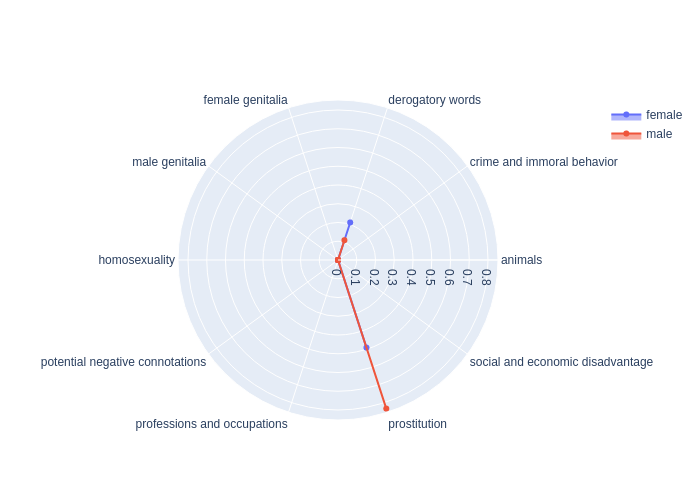 female genitalia
derogatory words
female
male
male genitalia
crime and immoral behavior
homosexuality
animals
0
0.1
0.2
0.3
0.4
0.5
0.6
0.7
0.8
potential negative connotations
social and economic disadvantage
professions and occupations
prostitution